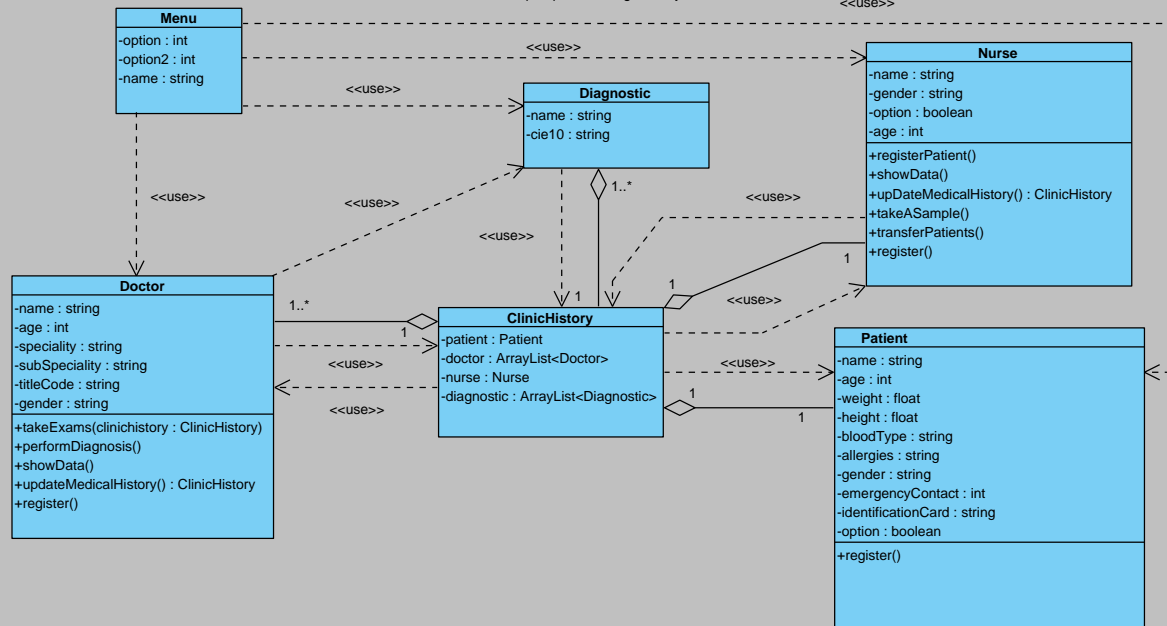 <<use>>
Menu
-option : int
-option2 : int
-name : string
<<use>>
<<use>>
Nurse
-name : string
-gender : string
-option : boolean
-age : int
+registerPatient()
+showData()
+upDateMedicalHistory() : ClinicHistory
+takeASample()
+transferPatients()
+register()
Diagnostic
-name : string
-cie10 : string
1..*
<<use>>
<<use>>
<<use>>
<<use>>
1
1
1
<<use>>
Doctor
-name : string
-age : int
-speciality : string
-subSpeciality : string
-titleCode : string
-gender : string
+takeExams(clinichistory : ClinicHistory)
+performDiagnosis()
+showData()
+updateMedicalHistory() : ClinicHistory
+register()
1..*
1
<<use>>
<<use>>
ClinicHistory
-patient : Patient
-doctor : ArrayList<Doctor>
-nurse : Nurse
-diagnostic : ArrayList<Diagnostic>
<<use>>
1
1
Patient
-name : string
-age : int
-weight : float
-height : float
-bloodType : string
-allergies : string
-gender : string
-emergencyContact : int
-identificationCard : string
-option : boolean
+register()